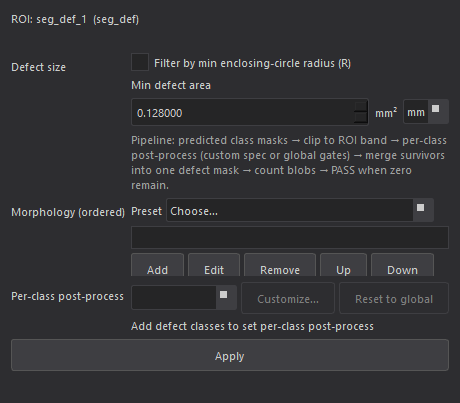 ROI: seg_def_1 (seg_def)
Defect size
Filter by min enclosing-circle radius (R)
Min defect area
0.128000 mm² mm
Pipeline: predicted class masks → clip to ROI band → per-class
post-process (custom spec or global gates) → merge survivors
into one defect mask → count blobs → PASS when zero
remain.
Morphology (ordered) Preset Choose...
Add Edit Remove Up Down
Per-class post-process Customize... Reset to global
Add defect classes to set per-class post-process
Apply